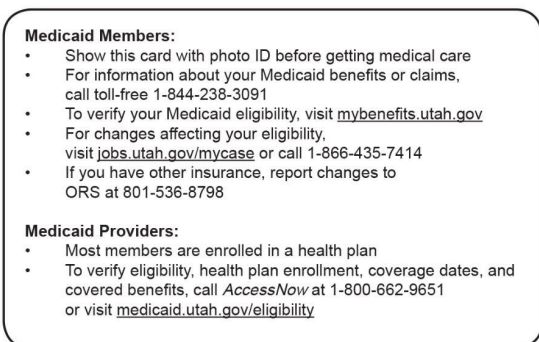 Medicaid Members:
• Show this card with photo ID before getting medical care
• For information about your Medicaid benefits or claims,
call toll-free 1-844-238-3091
• To verify your Medicaid eligibility, visit mybenefits.utah.gov
• For changes affecting your eligibility,
visit jobs.utah.gov/mycase or call 1-866-435-7414
• If you have other insurance, report changes to
ORS at 801-536-8798
Medicaid Providers:
• Most members are enrolled in a health plan
• To verify eligibility, health plan enrollment, coverage dates, and
covered benefits, call AccessNow at 1-800-662-9651
or visit medicaid.utah.gov/eligibility